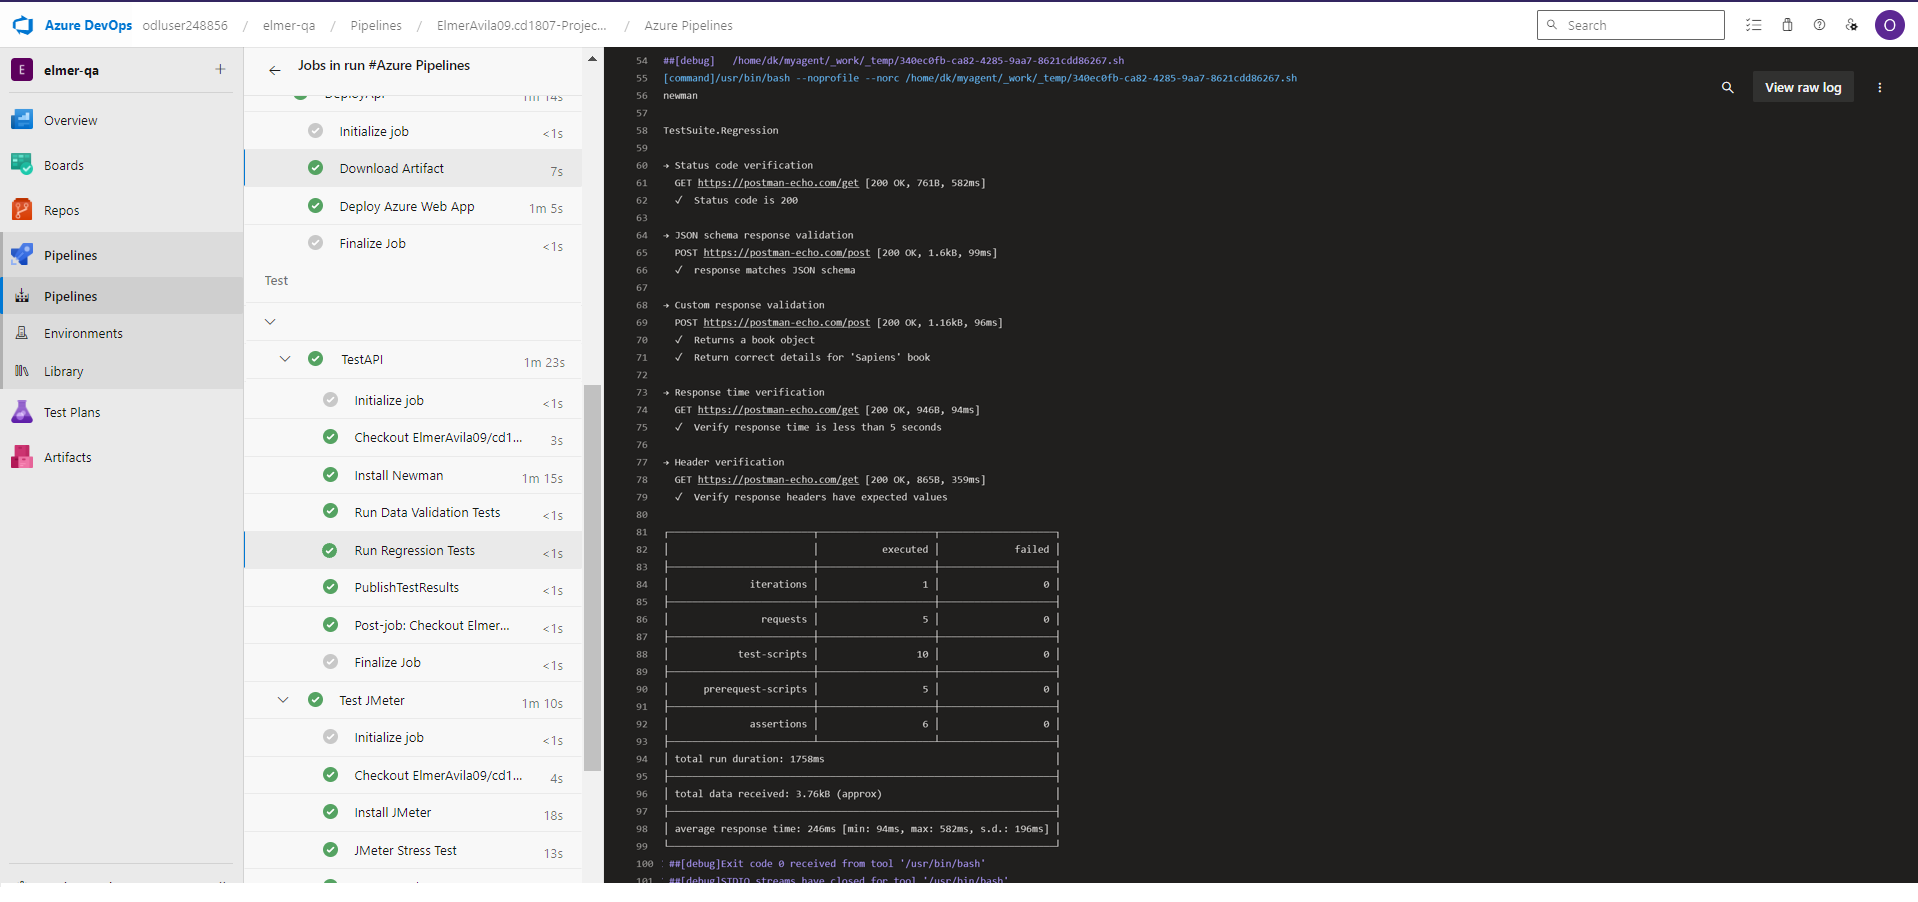 Azure DevOps odluser248856 / elmer-qa / Pipelines / ElmerAvila09.cd1807-Projec... / Azure Pipelines
Search
O
E elmer-qa +
Overview
Boards
Repos
Pipelines
Pipelines
Environments
Library
Test Plans
Artifacts
Jobs in run #Azure Pipelines
DeployApi 1m 14s
Initialize job <1s
Download Artifact 7s
Deploy Azure Web App 1m 5s
Finalize Job <1s
Test
TestAPI 1m 23s
Initialize job <1s
Checkout ElmerAvila09/cd1... 3s
Install Newman 1m 15s
Run Data Validation Tests <1s
Run Regression Tests <1s
PublishTestResults <1s
Post-job: Checkout Elmer... <1s
Finalize Job <1s
Test JMeter 1m 10s
Initialize job <1s
Checkout ElmerAvila09/cd1... 4s
Install JMeter 18s
JMeter Stress Test 13s
View raw log
54 ##[debug] /home/dk/myagent/_work/_temp/340ec0fb-ca82-4285-9aa7-8621cdd86267.sh
55 [command]/usr/bin/bash --noprofile --norc /home/dk/myagent/_work/_temp/340ec0fb-ca82-4285-9aa7-8621cdd86267.sh
56 newman
57
58 TestSuite.Regression
59
60 → Status code verification
61 GET https://postman-echo.com/get [200 OK, 761B, 582ms]
62 ✓ Status code is 200
63
64 → JSON schema response validation
65 POST https://postman-echo.com/post [200 OK, 1.6kB, 99ms]
66 ✓ response matches JSON schema
67
68 → Custom response validation
69 POST https://postman-echo.com/post [200 OK, 1.16kB, 96ms]
70 ✓ Returns a book object
71 ✓ Return correct details for 'Sapiens' book
72
73 → Response time verification
74 GET https://postman-echo.com/get [200 OK, 946B, 94ms]
75 ✓ Verify response time is less than 5 seconds
76
77 → Header verification
78 GET https://postman-echo.com/get [200 OK, 865B, 359ms]
79 ✓ Verify response headers have expected values
80
81
82 executed failed
83
84 iterations 1 0
85
86 requests 5 0
87
88 test-scripts 10 0
89
90 prerequest-scripts 5 0
91
92 assertions 6 0
93
94 total run duration: 1758ms
95
96 total data received: 3.76kB (approx)
97
98 average response time: 246ms [min: 94ms, max: 582ms, s.d.: 196ms]
99
100 ##[debug]Exit code 0 received from tool '/usr/bin/bash'
101 ##[debug]STDIO streams have closed for tool '/usr/bin/bash'